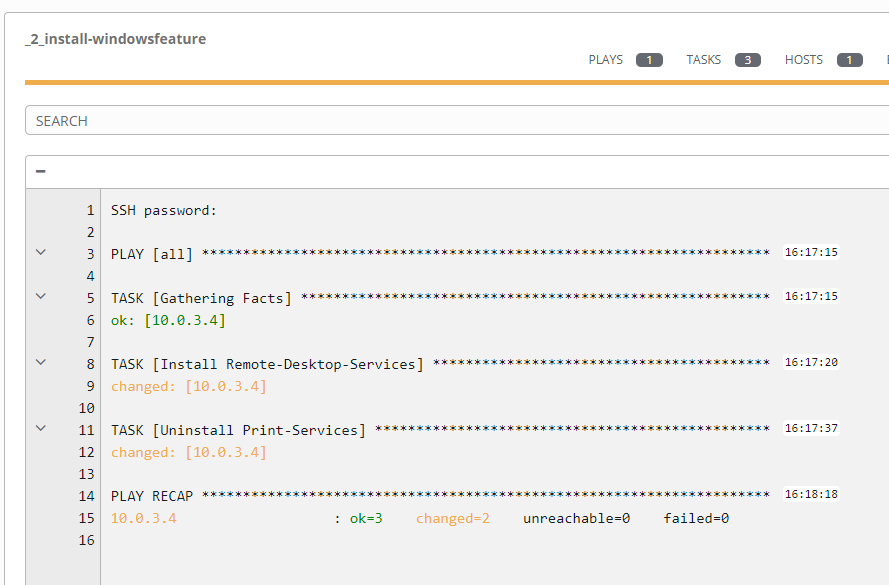 _2_install-windowsfeature
PLAYS 1 TASKS 3 HOSTS 1
SEARCH
1 SSH password:
2
3 PLAY [all] ********************************************************************* 16:17:15
4
5 TASK [Gathering Facts] ********************************************************* 16:17:15
6 ok: [10.0.3.4]
7
8 TASK [Install Remote-Desktop-Services] ***************************************** 16:17:20
9 changed: [10.0.3.4]
10
11 TASK [Uninstall Print-Services] ************************************************ 16:17:37
12 changed: [10.0.3.4]
13
14 PLAY RECAP ********************************************************************* 16:18:18
15 10.0.3.4 : ok=3 changed=2 unreachable=0 failed=0
16